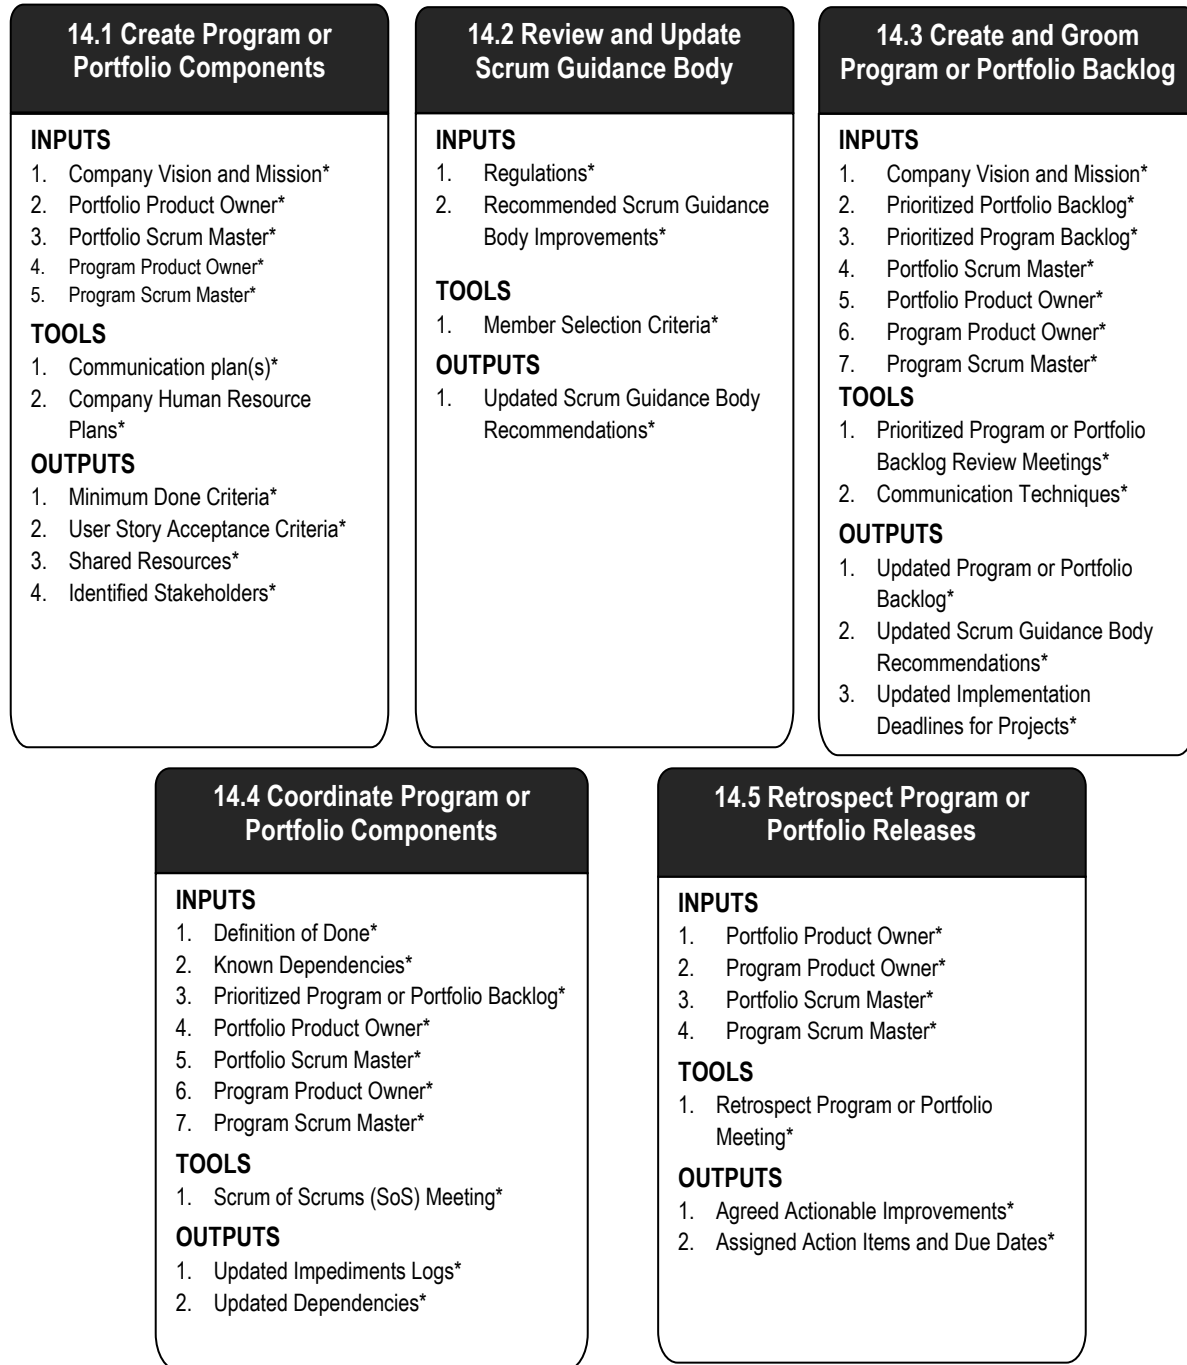 14.1 Create Program or
Portfolio Components
INPUTS
1. Company Vision and Mission*
2. Portfolio Product Owner*
3. Portfolio Scrum Master*
4. Program Product Owner*
5. Program Scrum Master*
TOOLS
1. Communication plan(s)*
2. Company Human Resource
Plans*
OUTPUTS
1. Minimum Done Criteria*
2. User Story Acceptance Criteria*
3. Shared Resources*
4. Identified Stakeholders*
14.2 Review and Update
Scrum Guidance Body
INPUTS
1. Regulations*
2. Recommended Scrum Guidance
Body Improvements*
TOOLS
1. Member Selection Criteria*
OUTPUTS
1. Updated Scrum Guidance Body
Recommendations*
14.3 Create and Groom
Program or Portfolio Backlog
INPUTS
1. Company Vision and Mission*
2. Prioritized Portfolio Backlog*
3. Prioritized Program Backlog*
4. Portfolio Scrum Master*
5. Portfolio Product Owner*
6. Program Product Owner*
7. Program Scrum Master*
TOOLS
1. Prioritized Program or Portfolio
Backlog Review Meetings*
2. Communication Techniques*
OUTPUTS
1. Updated Program or Portfolio
Backlog*
2. Updated Scrum Guidance Body
Recommendations*
3. Updated Implementation
Deadlines for Projects*
14.4 Coordinate Program or
Portfolio Components
INPUTS
1. Definition of Done*
2. Known Dependencies*
3. Prioritized Program or Portfolio Backlog*
4. Portfolio Product Owner*
5. Portfolio Scrum Master*
6. Program Product Owner*
7. Program Scrum Master*
TOOLS
1. Scrum of Scrums (SoS) Meeting*
OUTPUTS
1. Updated Impediments Logs*
2. Updated Dependencies*
14.5 Retrospect Program or
Portfolio Releases
INPUTS
1. Portfolio Product Owner*
2. Program Product Owner*
3. Portfolio Scrum Master*
4. Program Scrum Master*
TOOLS
1. Retrospect Program or Portfolio
Meeting*
OUTPUTS
1. Agreed Actionable Improvements*
2. Assigned Action Items and Due Dates*